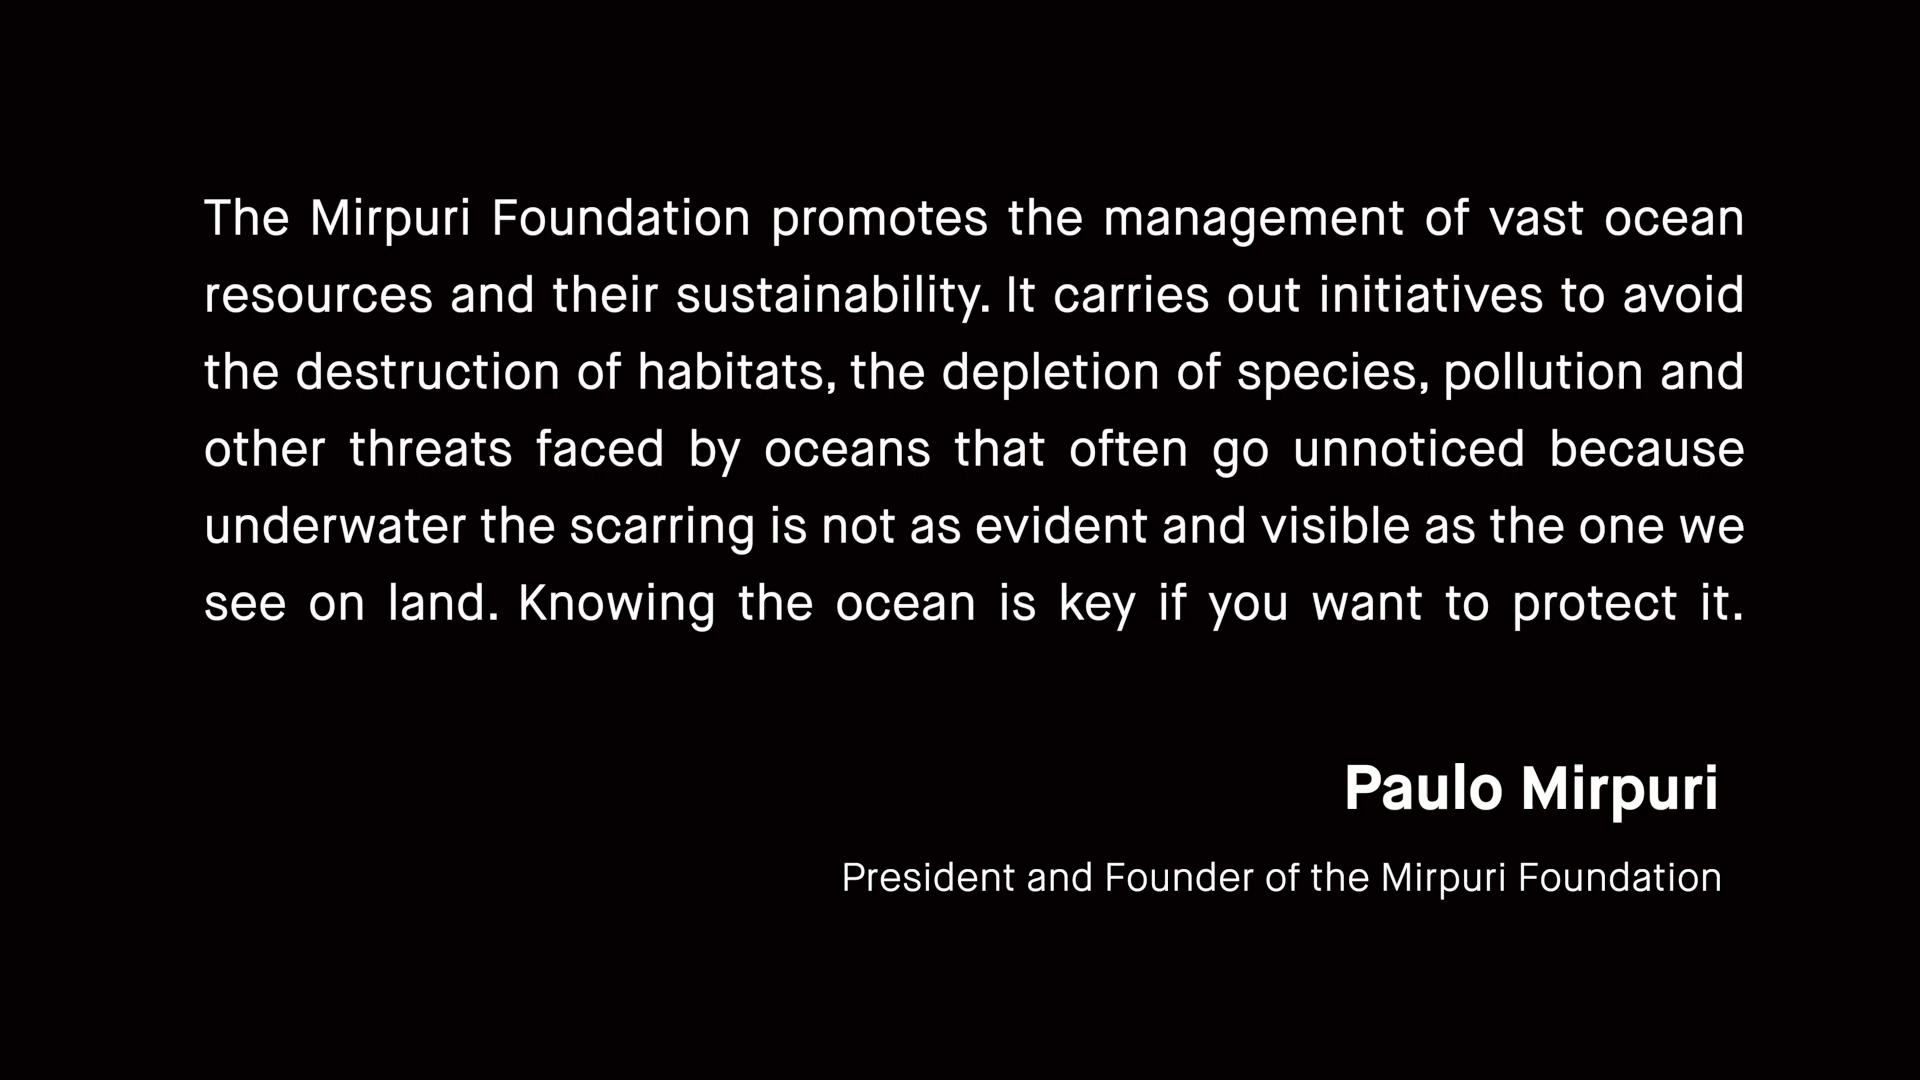 The Mirpuri Foundation promotes the management of vast ocean
resources and their sustainability. It carries out initiatives to avoid
the destruction of habitats, the depletion of species, pollution and
other threats faced by oceans that often go unnoticed because
underwater the scarring is not as evident and visible as the one we
see on land. Knowing the ocean is key if you want to protect it.
Paulo Mirpuri
President and Founder of the Mirpuri Foundation